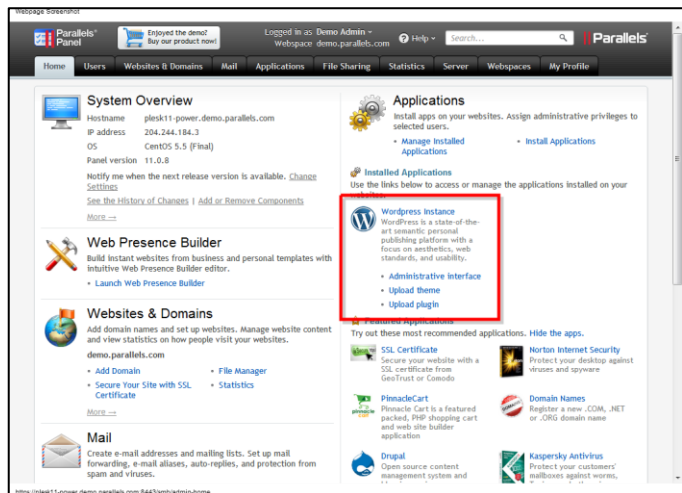 Webpage Screenshot
Parallels®
Panel
Enjoyed the demo?
Buy our product now!
Logged in as Demo Admin
Webspace demo.parallels.com
Help
Search...
Parallels®
Home Users Websites & Domains Mail Applications File Sharing Statistics Server Webspaces My Profile
System Overview
Hostname plesk11-power.demo.parallels.com
IP address 204.244.184.3
OS CentOS 5.5 (Final)
Panel version 11.0.8
Notify me when the next release version is available. Change
Settings
See the History of Changes | Add or Remove Components
More →
Web Presence Builder
Build instant websites from business and personal templates with
intuitive Web Presence Builder editor.
• Launch Web Presence Builder
Websites & Domains
Add domain names and set up websites. Manage website content
and view statistics on how people visit your websites.
demo.parallels.com
• Add Domain • File Manager
• Secure Your Site with SSL • Statistics
Certificate
More →
Mail
Create e-mail addresses and mailing lists. Set up mail
forwarding, e-mail aliases, auto-replies, and protection from
spam and viruses.
Applications
Install apps on your websites. Assign administrative privileges to
selected users.
• Manage Installed • Install Applications
Applications
Installed Applications
Use the links below to access or manage the applications installed on your
websites.
Wordpress instance
WordPress is a state-of-the-
art semantic personal
publishing platform with a
focus on aesthetics, web
standards, and usability.
• Administrative interface
• Upload theme
• Upload plugin
Featured Applications
Try out these most recommended applications. Hide the apps.
SSL Certificate
Secure your website with a
SSL certificate from
GeoTrust or Comodo
Norton Internet Security
Protect your desktop against
viruses and spyware
PinnacleCart
Pinnacle Cart is a featured
packed, PHP shopping cart
and web site builder
application
Domain Names
Register a new .COM, .NET
or .ORG domain name
Drupal
Open source content
management system and
Kaspersky Antivirus
Protect your customers'
mailboxes against worms,
https://plesk11-power.demo.parallels.com:8443/smb/admin-home